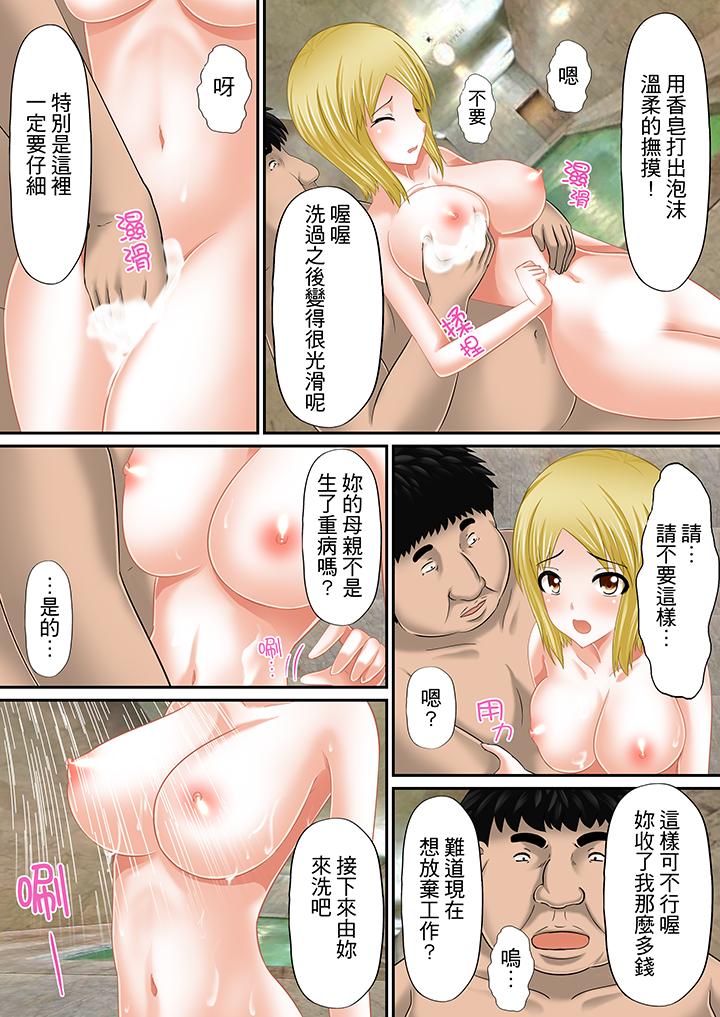 用香皂打出泡沫
溫柔的撫摸！
嗯
不要
濕滑
喔喔
洗過之後變得很光滑呢
揉捏
呀
特別是這裡
一定要仔細
濕滑
請…
請不要這樣…
嗯？
用力
妳的母親不是
生了重病嗎？
…是的…
唰…
這樣可不行喔
妳收了我那麼多錢
難道現在
想放棄工作？
嗚…
接下來由妳
來洗吧
唰